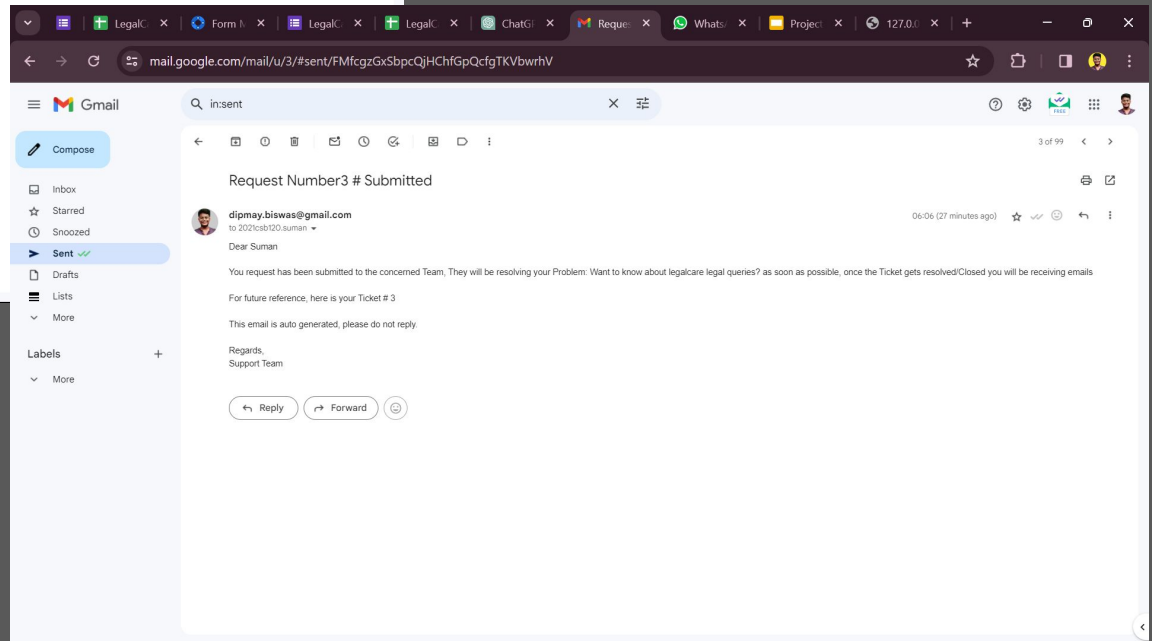 LegalC
Form M
LegalC
LegalC
ChatGP
Reques
Whats
Project
127.0.0
mail.google.com/mail/u/3/#sent/FMfcgzGxSbpcQjHChfGpQcfgTKVbwrhV
Gmail
in:sent
FREE
Compose
3 of 99
Inbox
Starred
Snoozed
Sent
Drafts
Lists
More
Labels
More
Request Number3 # Submitted
dipmay.biswas@gmail.com
06:06 (27 minutes ago)
to 2021csb120.suman
Dear Suman
You request has been submitted to the concerned Team, They will be resolving your Problem: Want to know about legalcare legal queries? as soon as possible, once the Ticket gets resolved/Closed you will be receiving emails
For future reference, here is your Ticket # 3
This email is auto generated, please do not reply.
Regards,
Support Team
Reply
Forward